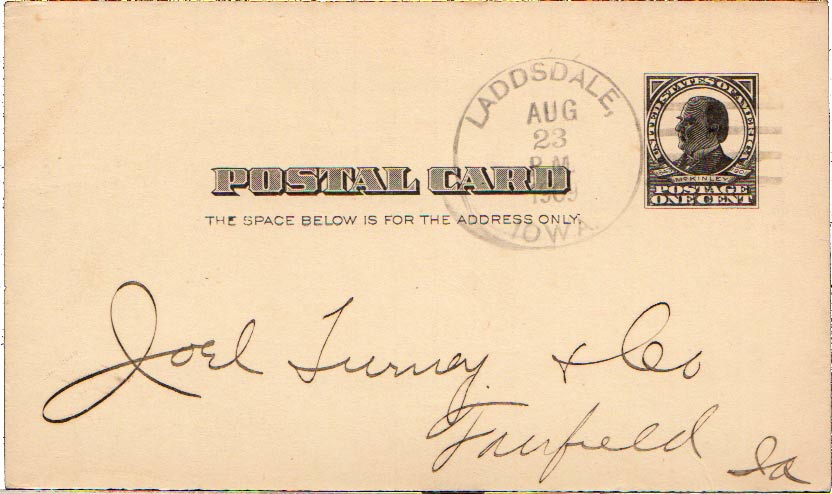 LADDSDALE,
AUG
23
P.M.
1909
IOWA
UNITED STATES OF AMERICA
McKINLEY
POSTAGE
ONE CENT
POSTAL CARD
THE SPACE BELOW IS FOR THE ADDRESS ONLY.
Joel Turney & Co
Fairfield Ia